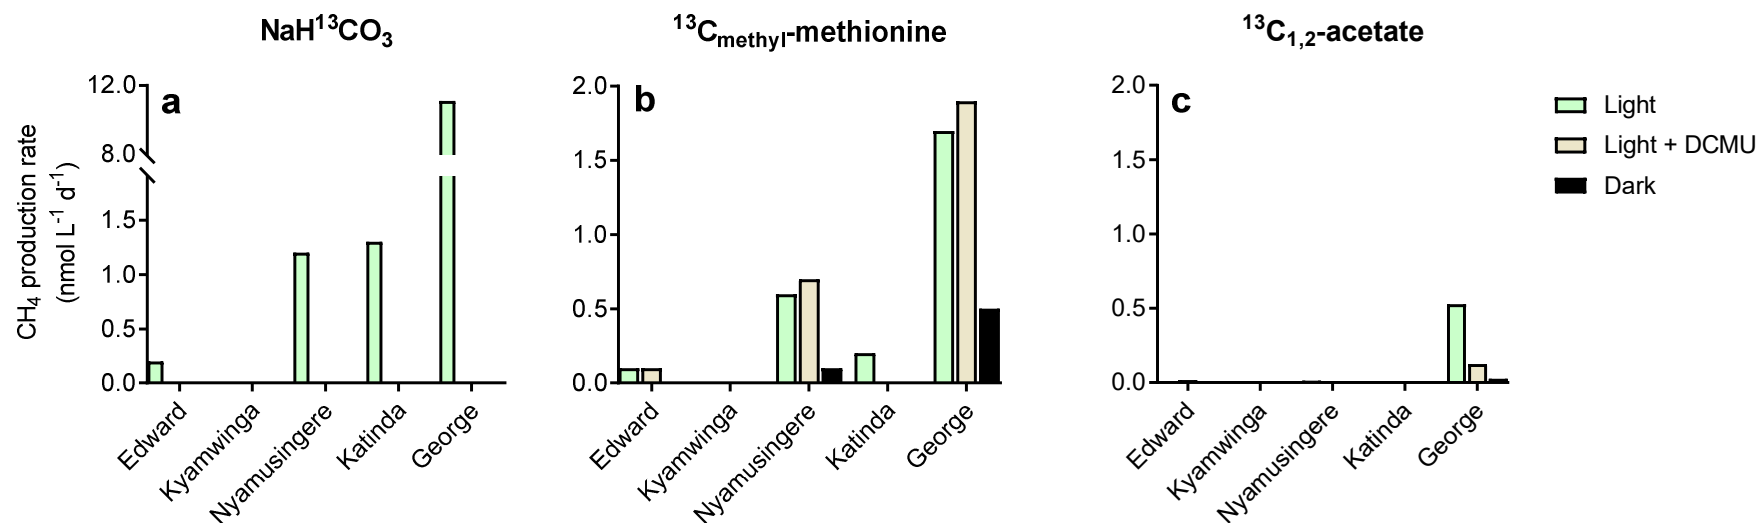 NaH¹³CO₃
¹³Cₘₑₜₕᵧₗ-methionine
¹³C₁,₂-acetate
CH₄ production rate
(nmol L⁻¹ d⁻¹)
a
12.0
8.0
1.5
1.0
0.5
0.0
Edward
Kyamwinga
Nyamusingere
Katinda
George
b
2.0
1.5
1.0
0.5
0.0
Edward
Kyamwinga
Nyamusingere
Katinda
George
c
2.0
1.5
1.0
0.5
0.0
Edward
Kyamwinga
Nyamusingere
Katinda
George
Light
Light + DCMU
Dark